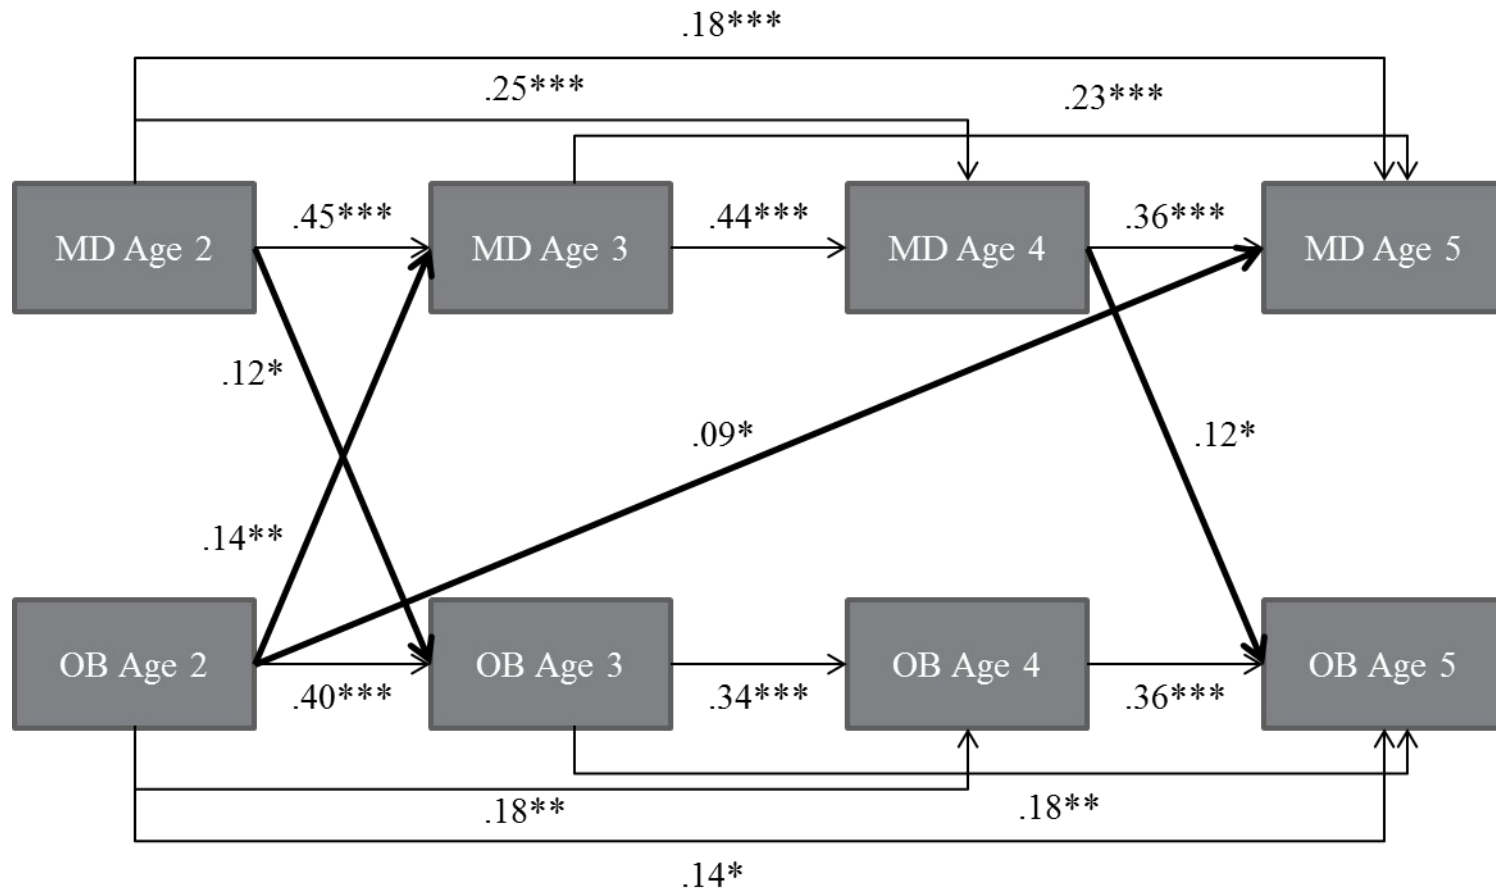 .18***
.25***
.23***
.45***
.44***
.36***
MD Age 2
MD Age 3
MD Age 4
MD Age 5
.12*
.09*
.12*
.14**
OB Age 2
OB Age 3
OB Age 4
OB Age 5
.40***
.34***
.36***
.18**
.18**
.14*